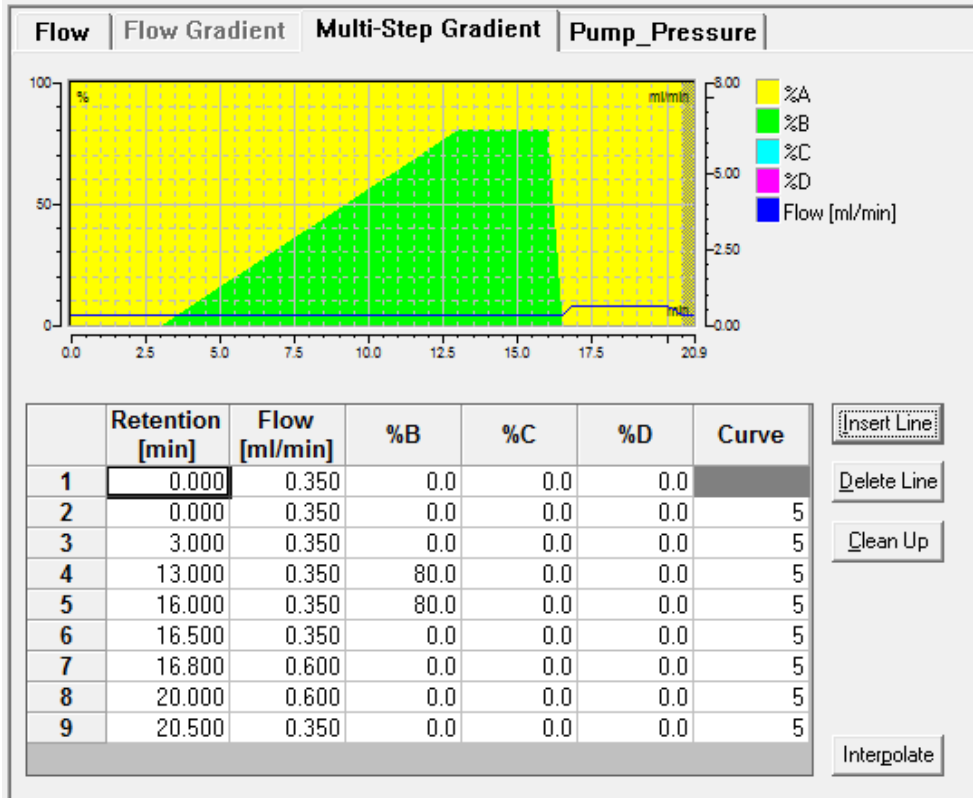 Flow Flow Gradient Multi-Step Gradient Pump_Pressure
100 % ml/min 8.00 %A
%B
%C
5.00 %D
50 Flow [ml/min]
2.50
0 min 0.00
0.0 2.5 5.0 7.5 10.0 12.5 15.0 17.5 20.9
Retention [min] Flow [ml/min] %B %C %D Curve Insert Line
1 0.000 0.350 0.0 0.0 0.0 Delete Line
2 0.000 0.350 0.0 0.0 0.0 5
3 3.000 0.350 0.0 0.0 0.0 5 Clean Up
4 13.000 0.350 80.0 0.0 0.0 5
5 16.000 0.350 80.0 0.0 0.0 5
6 16.500 0.350 0.0 0.0 0.0 5
7 16.800 0.600 0.0 0.0 0.0 5
8 20.000 0.600 0.0 0.0 0.0 5
9 20.500 0.350 0.0 0.0 0.0 5
Interpolate